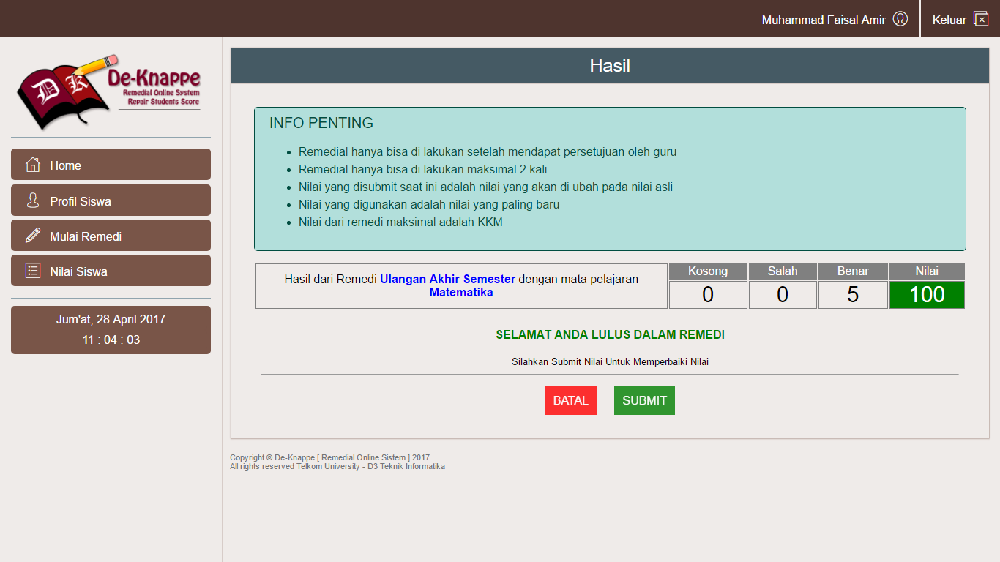 Muhammad Faisal Amir
Keluar
DK
De-Knappe
Remedial Online System
Repair Students Score
Home
Profil Siswa
Mulai Remedi
Nilai Siswa
Jum'at, 28 April 2017
11 : 04 : 03
Hasil
INFO PENTING
Remedial hanya bisa di lakukan setelah mendapat persetujuan oleh guru
Remedial hanya bisa di lakukan maksimal 2 kali
Nilai yang disubmit saat ini adalah nilai yang akan di ubah pada nilai asli
Nilai yang digunakan adalah nilai yang paling baru
Nilai dari remedi maksimal adalah KKM
Hasil dari Remedi Ulangan Akhir Semester dengan mata pelajaran
Matematika
Kosong Salah Benar Nilai
0 0 5 100
SELAMAT ANDA LULUS DALAM REMEDI
Silahkan Submit Nilai Untuk Memperbaiki Nilai
BATAL SUBMIT
Copyright © De-Knappe [ Remedial Online Sistem ] 2017
All rights reserved Telkom University - D3 Teknik Informatika